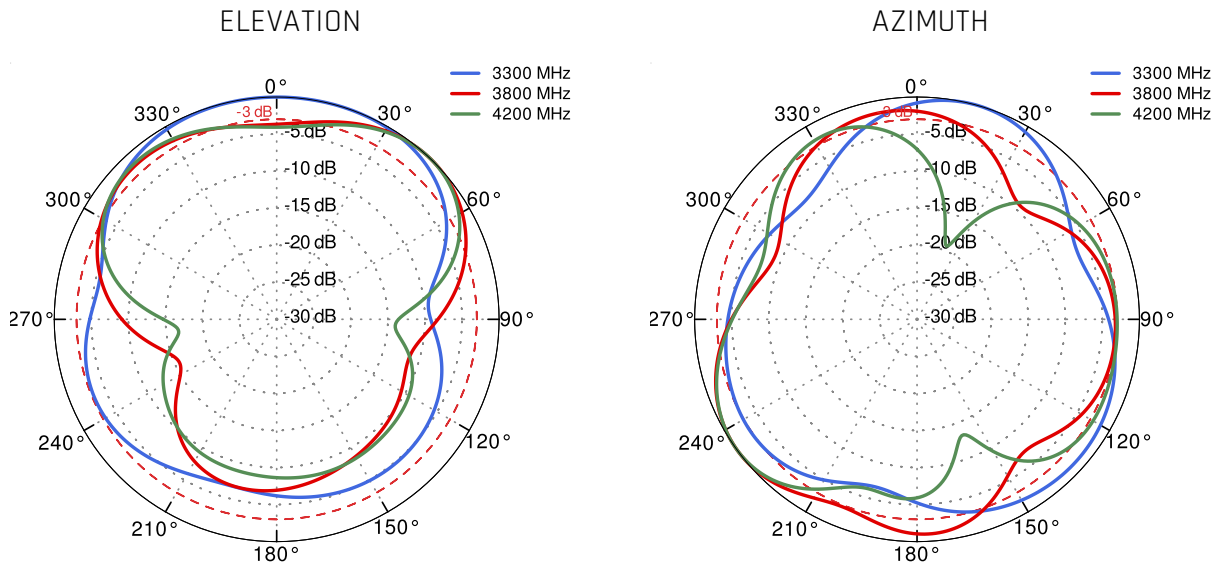 ELEVATION
3300 MHz
3800 MHz
4200 MHz
0°
330°
-3 dB
30°
-5 dB
-10 dB
300°
60°
-15 dB
-20 dB
-25 dB
270°
-30 dB
90°
240°
120°
210°
150°
180°
AZIMUTH
3300 MHz
3800 MHz
4200 MHz
0°
330°
-3 dB
30°
-5 dB
-10 dB
300°
60°
-15 dB
-20 dB
-25 dB
270°
-30 dB
90°
240°
120°
210°
150°
180°